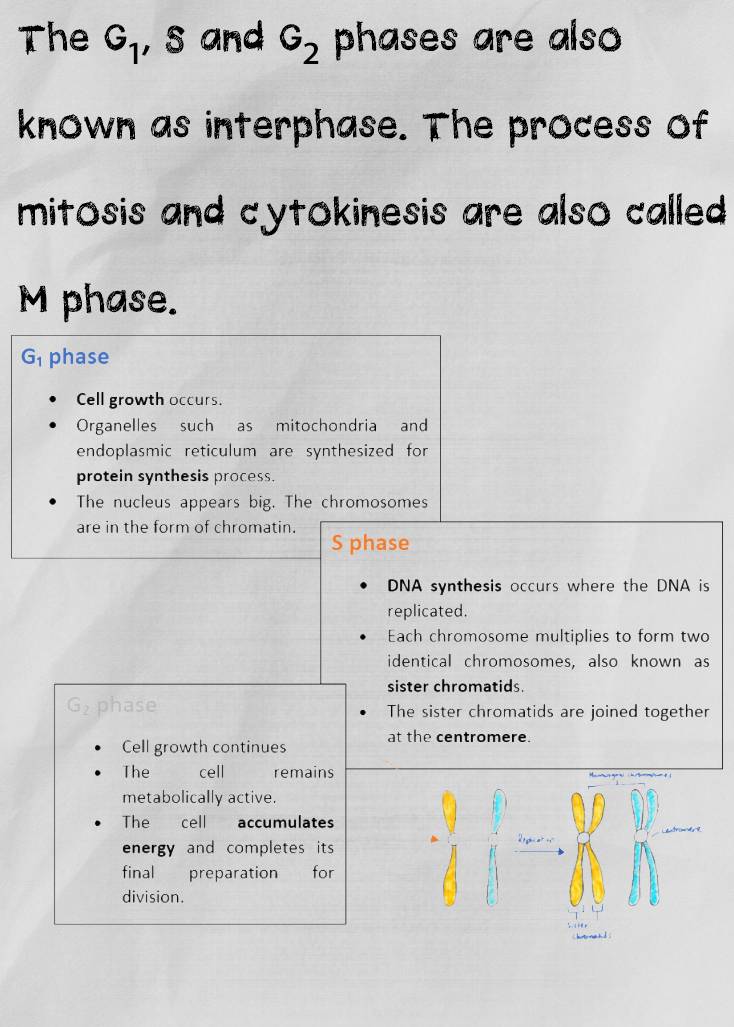 The G₁, S and G₂ phases are also
known as interphase. The process of
mitosis and cytokinesis are also called
M phase.
G₁ phase
• Cell growth occurs.
• Organelles such as mitochondria and
endoplasmic reticulum are synthesized for
protein synthesis process.
• The nucleus appears big. The chromosomes
are in the form of chromatin.
S phase
• DNA synthesis occurs where the DNA is
replicated.
• Each chromosome multiplies to form two
identical chromosomes, also known as
sister chromatids.
• The sister chromatids are joined together
at the centromere.
G₂ phase
• Cell growth continues
• The cell remains
metabolically active.
• The cell accumulates
energy and completes its
final preparation for
division.
Homologous chromosomes
Replication
centromere
Sister
chromatids